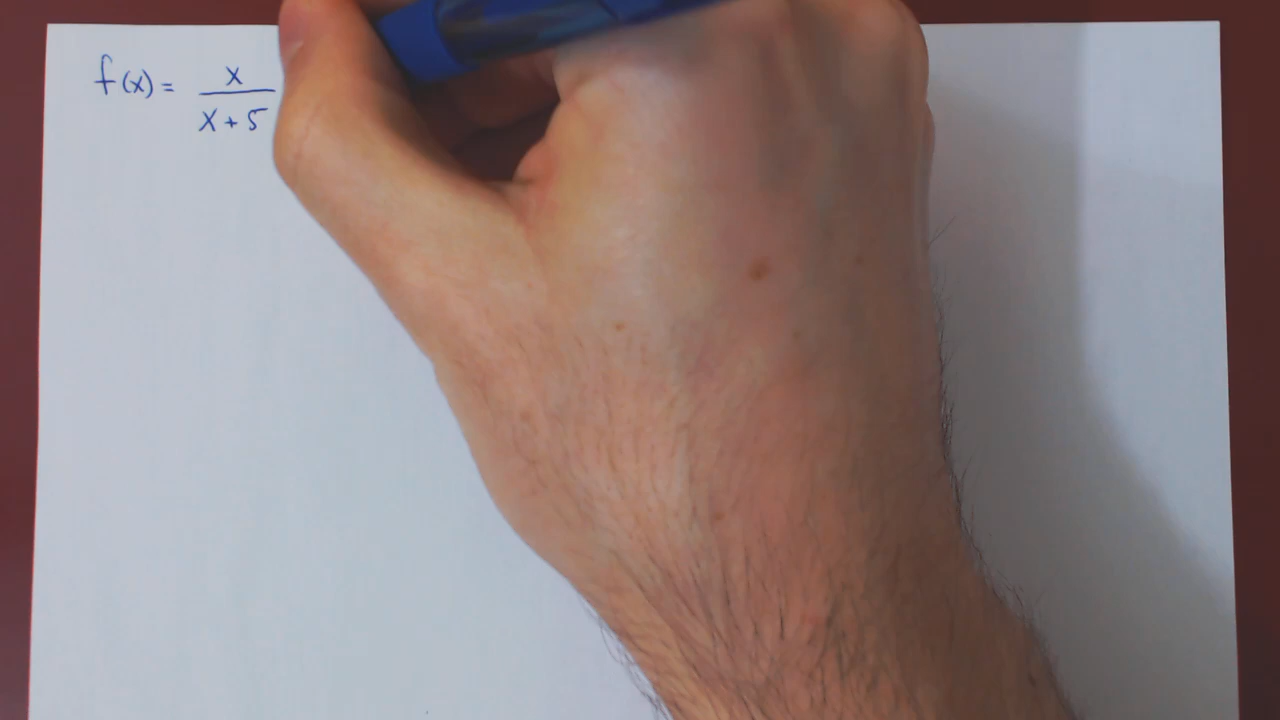 f(x) = x / (x + 5)